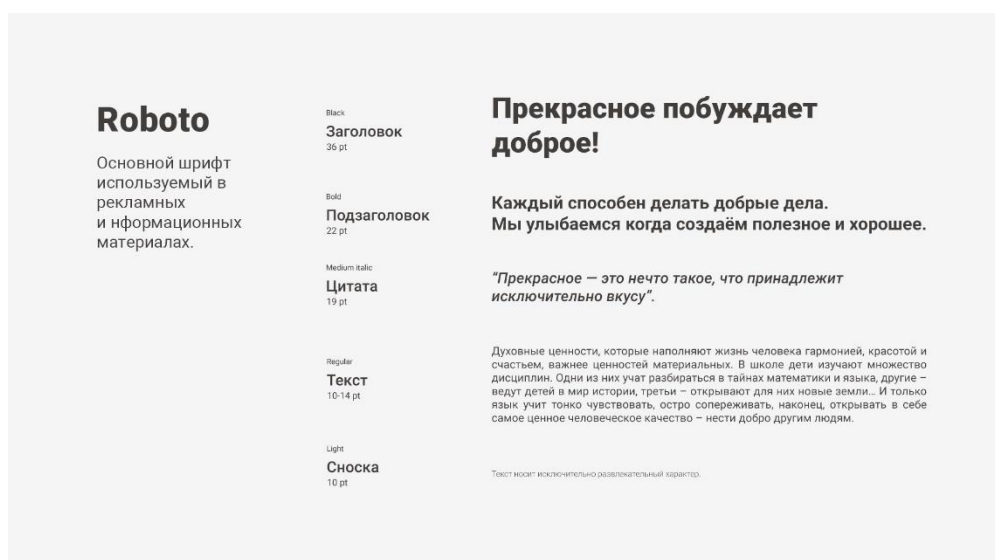 Roboto
Основной шрифт
используемый в
рекламных
и нформационных
материалах.
Black
Заголовок
36 pt
Прекрасное побуждает
доброе!
Bold
Подзаголовок
22 pt
Каждый способен делать добрые дела.
Мы улыбаемся когда создаём полезное и хорошее.
Medium italic
Цитата
19 pt
“Прекрасное — это нечто такое, что принадлежит
исключительно вкусу”.
Regular
Текст
10-14 pt
Духовные ценности, которые наполняют жизнь человека гармонией, красотой и
счастьем, важнее ценностей материальных. В школе дети изучают множество
дисциплин. Одни из них учат разбираться в тайнах математики и языка, другие –
ведут детей в мир истории, третьи – открывают для них новые земли… И только
язык учит тонко чувствовать, остро сопереживать, наконец, открывать в себе
самое ценное человеческое качество – нести добро другим людям.
Light
Сноска
10 pt
Текст носит исключительно развлекательный характер.